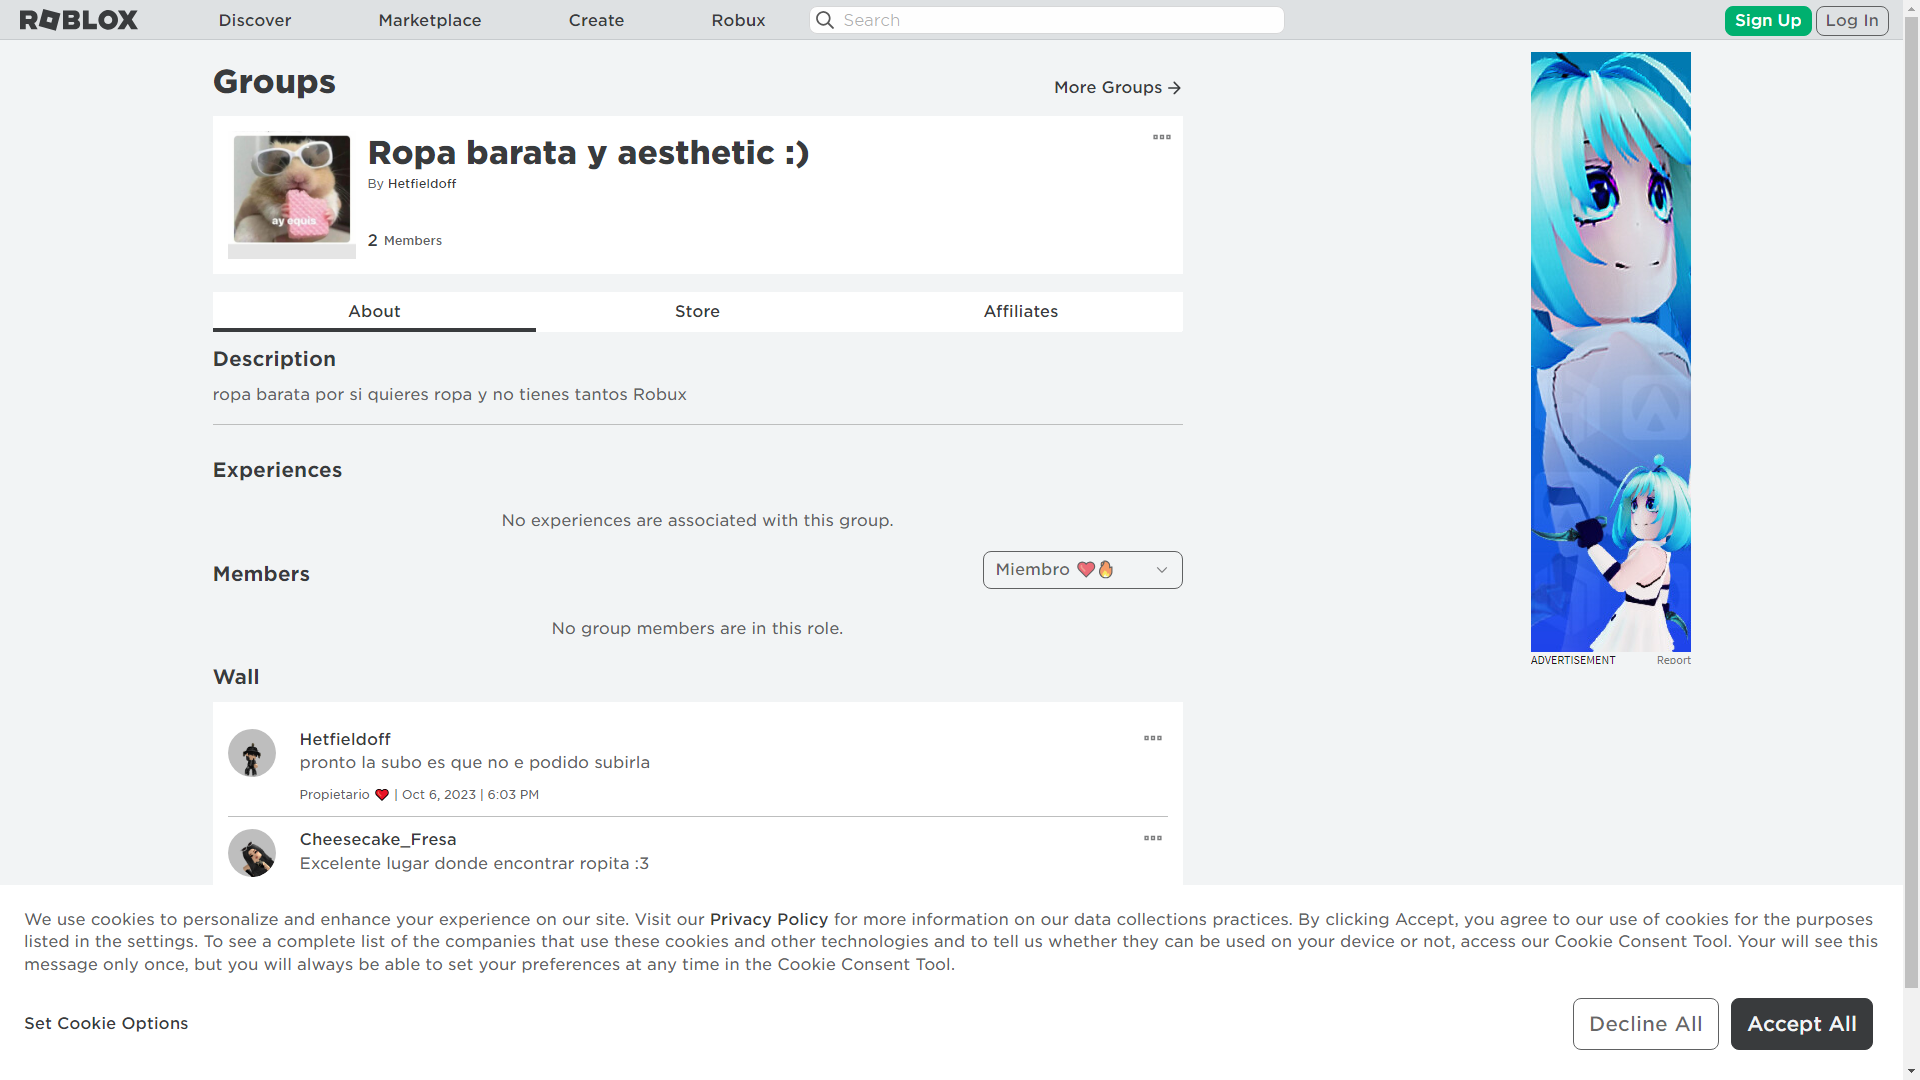 ROBLOX
Discover
Marketplace
Create
Robux
Search
Sign Up
Log In
Groups
More Groups
ay equis
Ropa barata y aesthetic :)
By Hetfieldoff
2 Members
About
Store
Affiliates
Description
ropa barata por si quieres ropa y no tienes tantos Robux
Experiences
No experiences are associated with this group.
Members
Miembro ❤️🔥
No group members are in this role.
Wall
Hetfieldoff
pronto la subo es que no e podido subirla
Propietario ❤️ | Oct 6, 2023 | 6:03 PM
Cheesecake_Fresa
Excelente lugar donde encontrar ropita :3
ADVERTISEMENT
Report
We use cookies to personalize and enhance your experience on our site. Visit our Privacy Policy for more information on our data collections practices. By clicking Accept, you agree to our use of cookies for the purposes
listed in the settings. To see a complete list of the companies that use these cookies and other technologies and to tell us whether they can be used on your device or not, access our Cookie Consent Tool. Your will see this
message only once, but you will always be able to set your preferences at any time in the Cookie Consent Tool.
Set Cookie Options
Decline All
Accept All